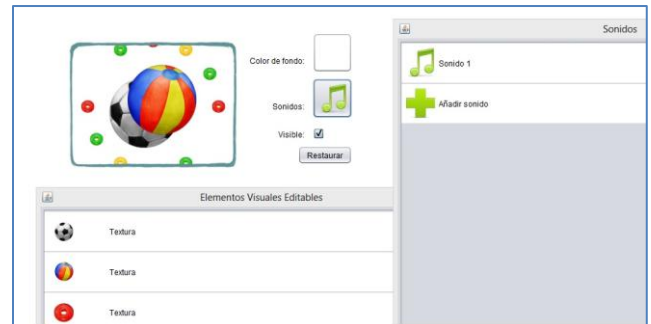 Color de fondo:
Sonidos:
Visible:
Restaurar
Sonidos
Sonido 1
Añadir sonido
Elementos Visuales Editables
Textura
Textura
Textura